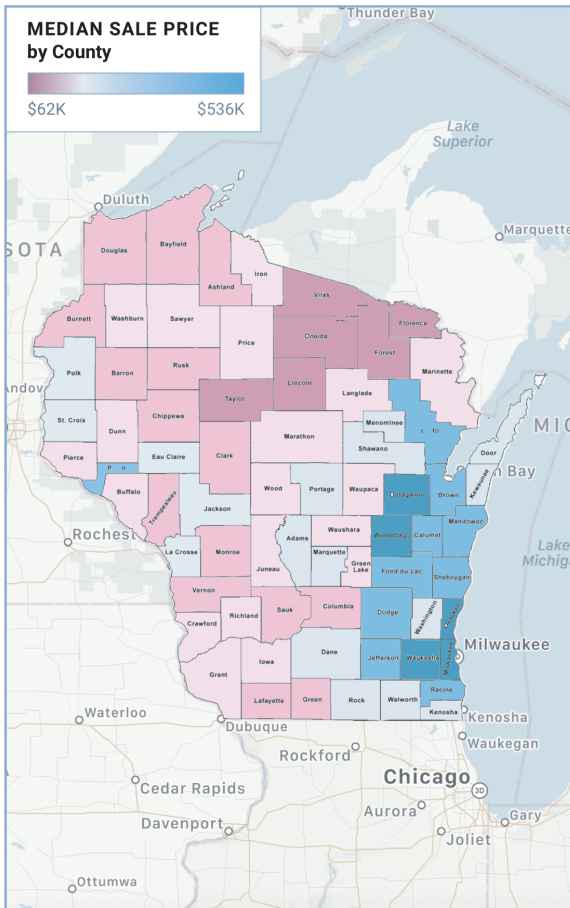 MEDIAN SALE PRICE
by County
$62K $536K
Thunder Bay
Lake
Superior
Duluth
Marquette
SOTA
Douglas
Bayfield
Ashland
Iron
Vilas
Burnett
Washburn
Sawyer
Price
Oneida
Florence
Forest
Marinette
Polk
Barron
Rusk
Taylor
Lincoln
Langlade
Andov
St. Croix
Dunn
Chippewa
Marathon
Menominee
c fo
MIC
Pierce
P n
Eau Claire
Clark
Shawano
Door
n Bay
Buffalo
Trempealeau
Jackson
Wood
Portage
Waupaca
Outagamie
Brown
Kewaunee
Rochest
La Crosse
Monroe
Juneau
Adams
Waushara
Marquette
Green
Lake
Winnebago
Calumet
Manitowoc
Lake
Michiga
Vernon
Fond du Lac
Sheboygan
Crawford
Richland
Sauk
Columbia
Dodge
Washington
Grant
Iowa
Dane
Jefferson
Waukesha
Milwaukee
Milwaukee
Lafayette
Green
Rock
Walworth
Racine
Kenosha
Waterloo
Dubuque
Kenosha
Rockford
Waukegan
Cedar Rapids
Chicago
3D
Aurora
Gary
Davenport
Joliet
Ottumwa